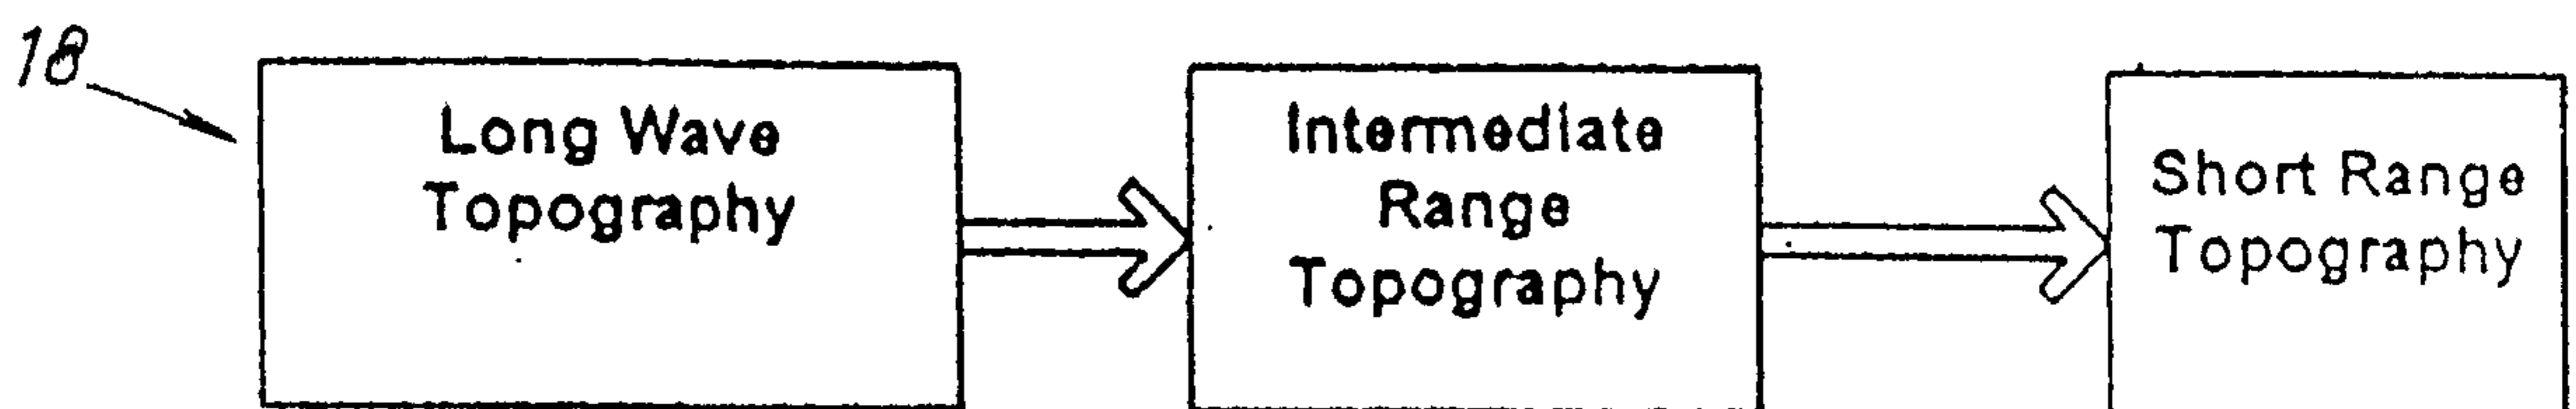 18
Long Wave
Topography
Intermediate
Range
Topography
Short Range
Topography